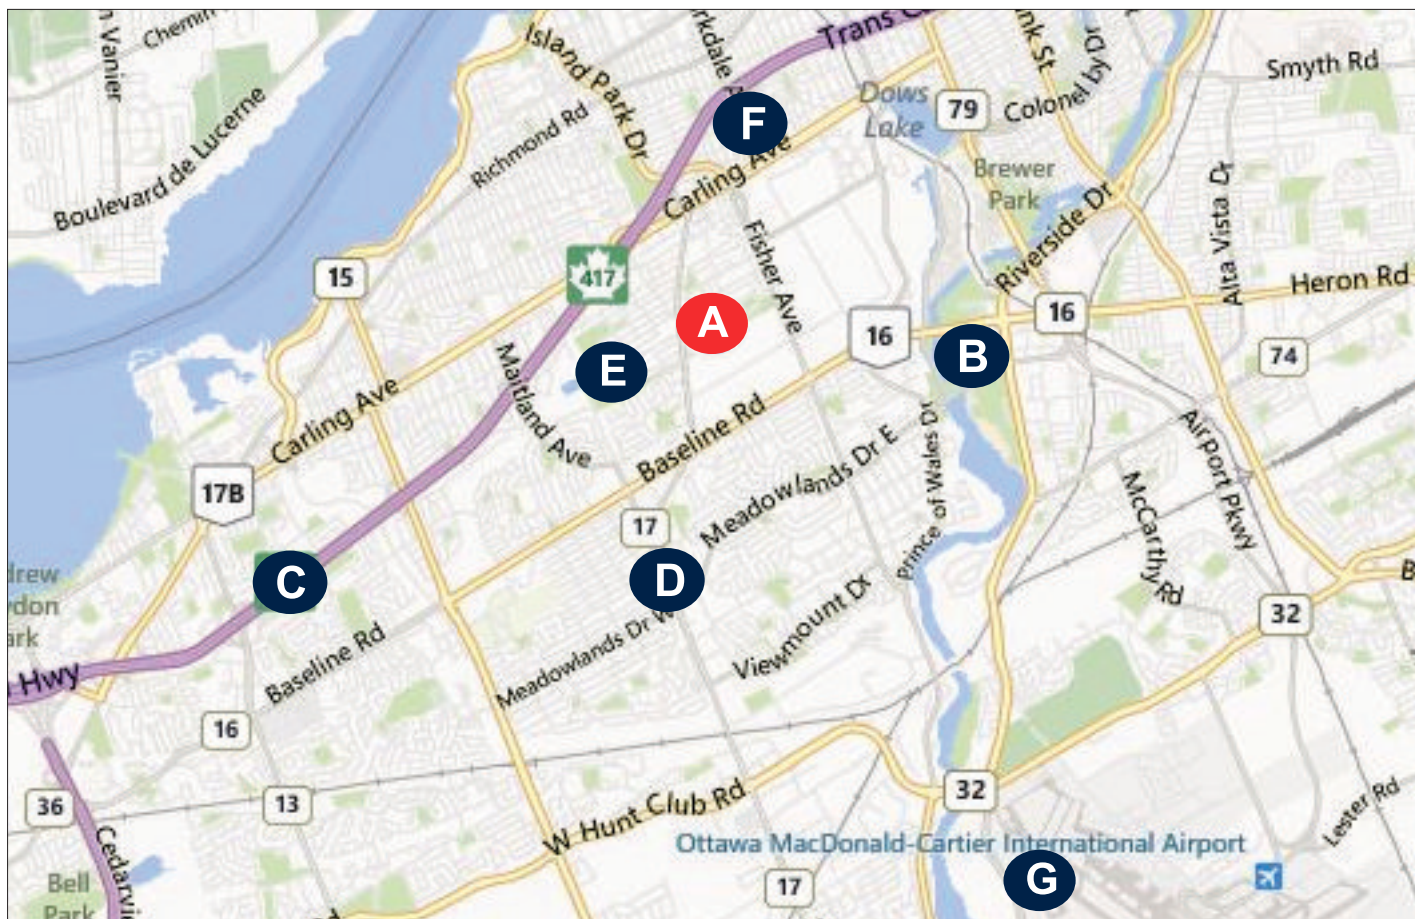 Vanier
Boulevard de Lucerne
Island Park Dr
Richmond Rd
Trans
Dows
Lake
79
Colonel by Dr
Smyth Rd
Brewer
Park
Alta Vista Dr
Riverside Dr
Heron Rd
F
Carling Ave
Fisher Ave
417
15
A
16
16
B
74
E
Maitland Ave
Carling Ave
17B
Baseline Rd
Meadowlands Dr E
Prince of Wales Dr
Airport Pkwy
McCarthy Rd
17
C
D
Hwy
Baseline Rd
Meadowlands Dr W
Viewmount Dr
32
16
13
36
W Hunt Club Rd
32
Lester Rd
Ottawa MacDonald-Cartier International Airport
G
17
Bell
Park